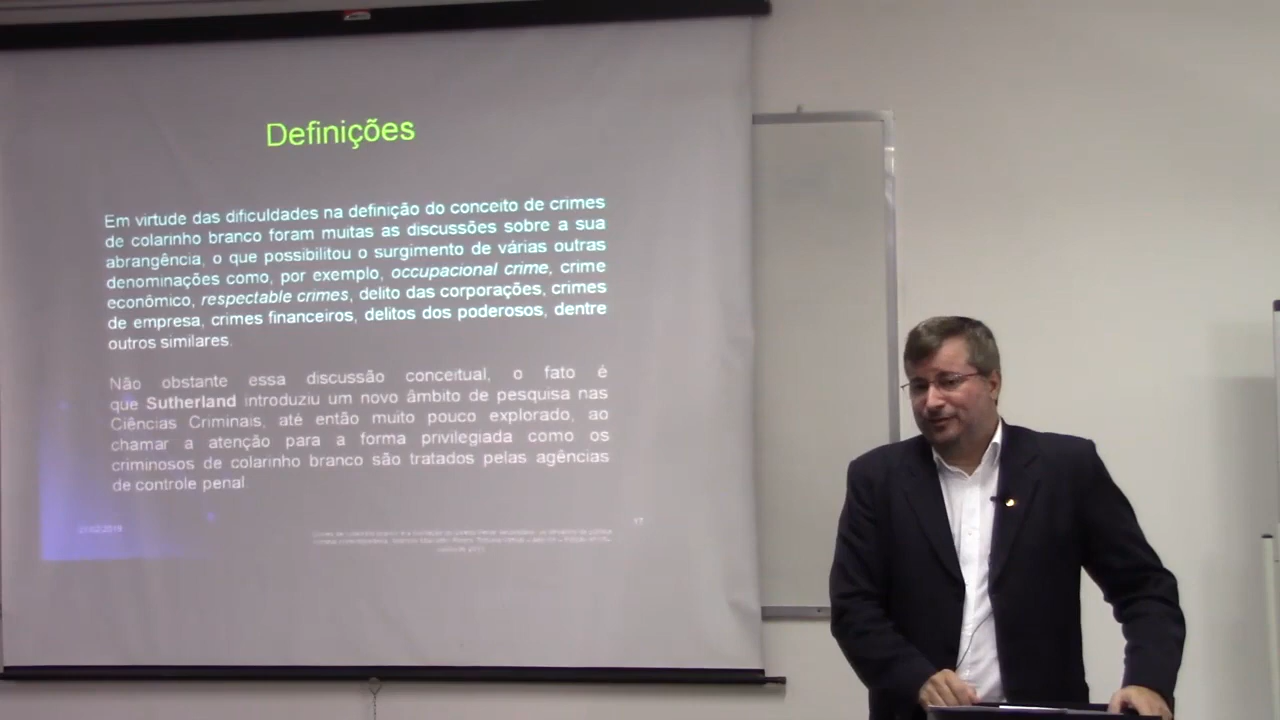 Definições
Em virtude das dificuldades na definição do conceito de crimes
de colarinho branco foram muitas as discussões sobre a sua
abrangência, o que possibilitou o surgimento de várias outras
denominações como, por exemplo, occupacional crime, crime
econômico, respectable crimes, delito das corporações, crimes
de empresa, crimes financeiros, delitos dos poderosos, dentre
outros similares.
Não obstante essa discussão conceitual, o fato é
que Sutherland introduziu um novo âmbito de pesquisa nas
Ciências Criminais, até então muito pouco explorado, ao
chamar a atenção para a forma privilegiada como os
criminosos de colarinho branco são tratados pelas agências
de controle penal